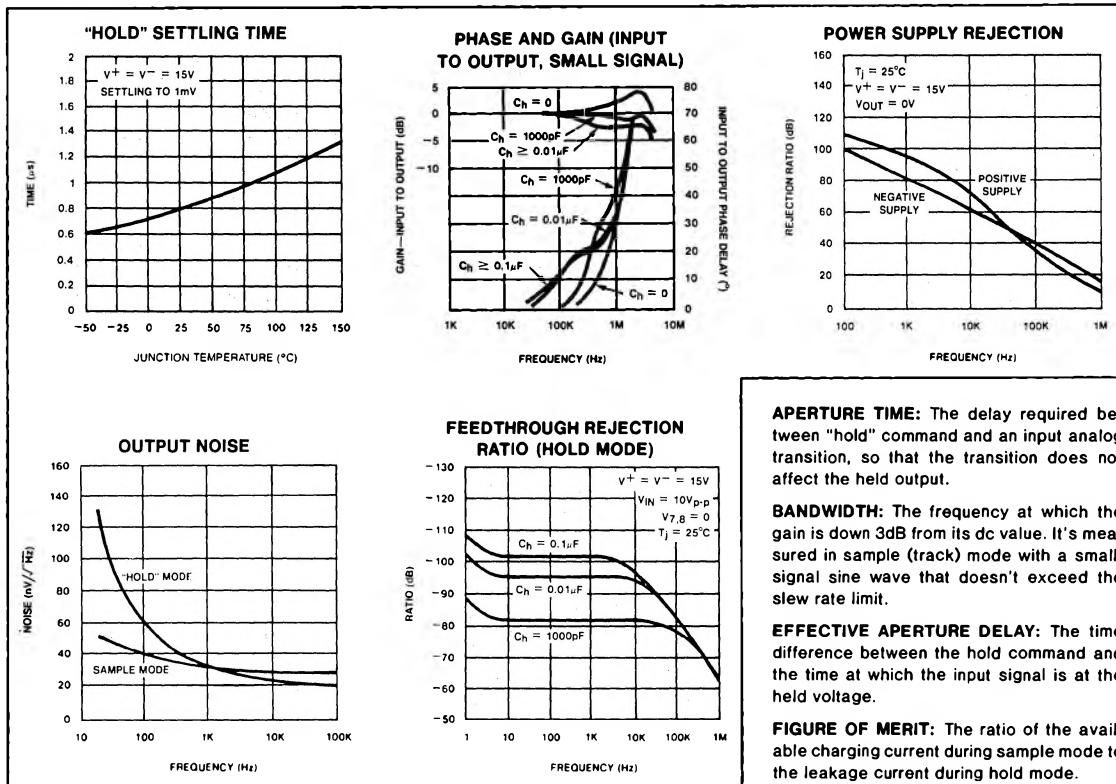 "HOLD" SETTLING TIME
2
1.8
1.6
1.4
1.2
1
0.8
0.6
0.4
0.2
0
V+ = V− = 15V
SETTLING TO 1mV
TIME (μs)
−50 −25 0 25 50 75 100 125 150
JUNCTION TEMPERATURE (°C)
PHASE AND GAIN (INPUT
TO OUTPUT, SMALL SIGNAL)
5
0
−5
−10
GAIN—INPUT TO OUTPUT (dB)
80
70
60
50
40
30
20
10
0
INPUT TO OUTPUT PHASE DELAY (°)
Ch = 0
Ch = 1000pF
Ch ≥ 0.01μF
Ch = 1000pF
Ch = 0.01μF
Ch ≥ 0.1μF
Ch = 0
1K 10K 100K 1M 10M
FREQUENCY (Hz)
POWER SUPPLY REJECTION
160
140
120
100
80
60
40
20
0
REJECTION RATIO (dB)
Tj = 25°C
V+ = V− = 15V
VOUT = 0V
POSITIVE
SUPPLY
NEGATIVE
SUPPLY
100 1K 10K 100K 1M
FREQUENCY (Hz)
OUTPUT NOISE
160
140
120
100
80
60
40
20
0
NOISE (nV/√Hz)
"HOLD" MODE
SAMPLE MODE
10 100 1K 10K 100K
FREQUENCY (Hz)
FEEDTHROUGH REJECTION
RATIO (HOLD MODE)
−130
−120
−110
−100
−90
−80
−70
−60
−50
RATIO (dB)
V+ = V− = 15V
VIN = 10Vp-p
V7,8 = 0
Tj = 25°C
Ch = 0.1μF
Ch = 0.01μF
Ch = 1000pF
1 10 100 1K 10K 100K 1M
FREQUENCY (Hz)
APERTURE TIME: The delay required be
tween "hold" command and an input analog
transition, so that the transition does no
affect the held output.
BANDWIDTH: The frequency at which the
gain is down 3dB from its dc value. It's mea
sured in sample (track) mode with a small
signal sine wave that doesn't exceed the
slew rate limit.
EFFECTIVE APERTURE DELAY: The time
difference between the hold command and
the time at which the input signal is at the
held voltage.
FIGURE OF MERIT: The ratio of the avail
able charging current during sample mode to
the leakage current during hold mode.